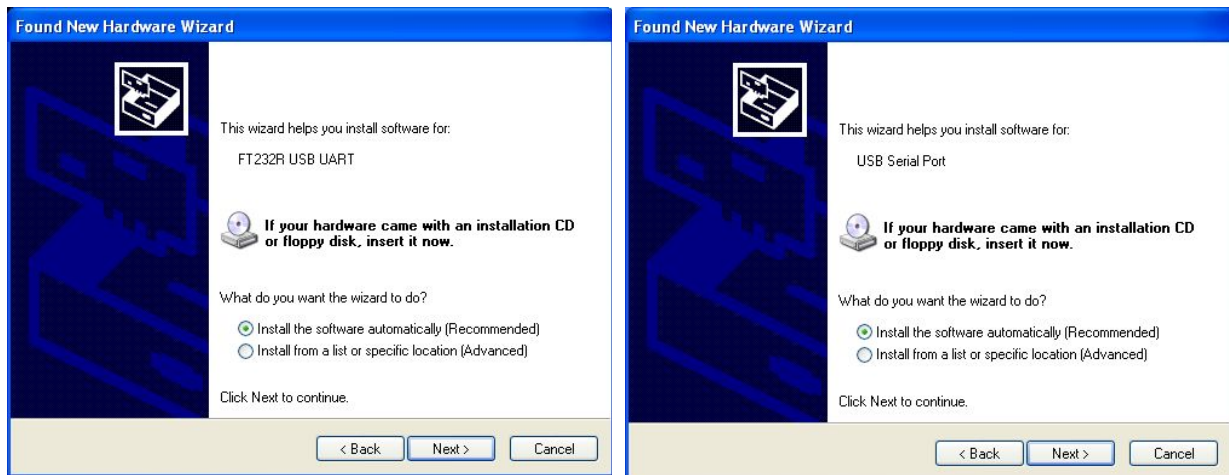 Found New Hardware Wizard
This wizard helps you install software for:
FT232R USB UART
If your hardware came with an installation CD
or floppy disk, insert it now.
What do you want the wizard to do?
Install the software automatically (Recommended)
Install from a list or specific location (Advanced)
Click Next to continue.
< Back
Next >
Cancel
Found New Hardware Wizard
This wizard helps you install software for:
USB Serial Port
If your hardware came with an installation CD
or floppy disk, insert it now.
What do you want the wizard to do?
Install the software automatically (Recommended)
Install from a list or specific location (Advanced)
Click Next to continue.
< Back
Next >
Cancel